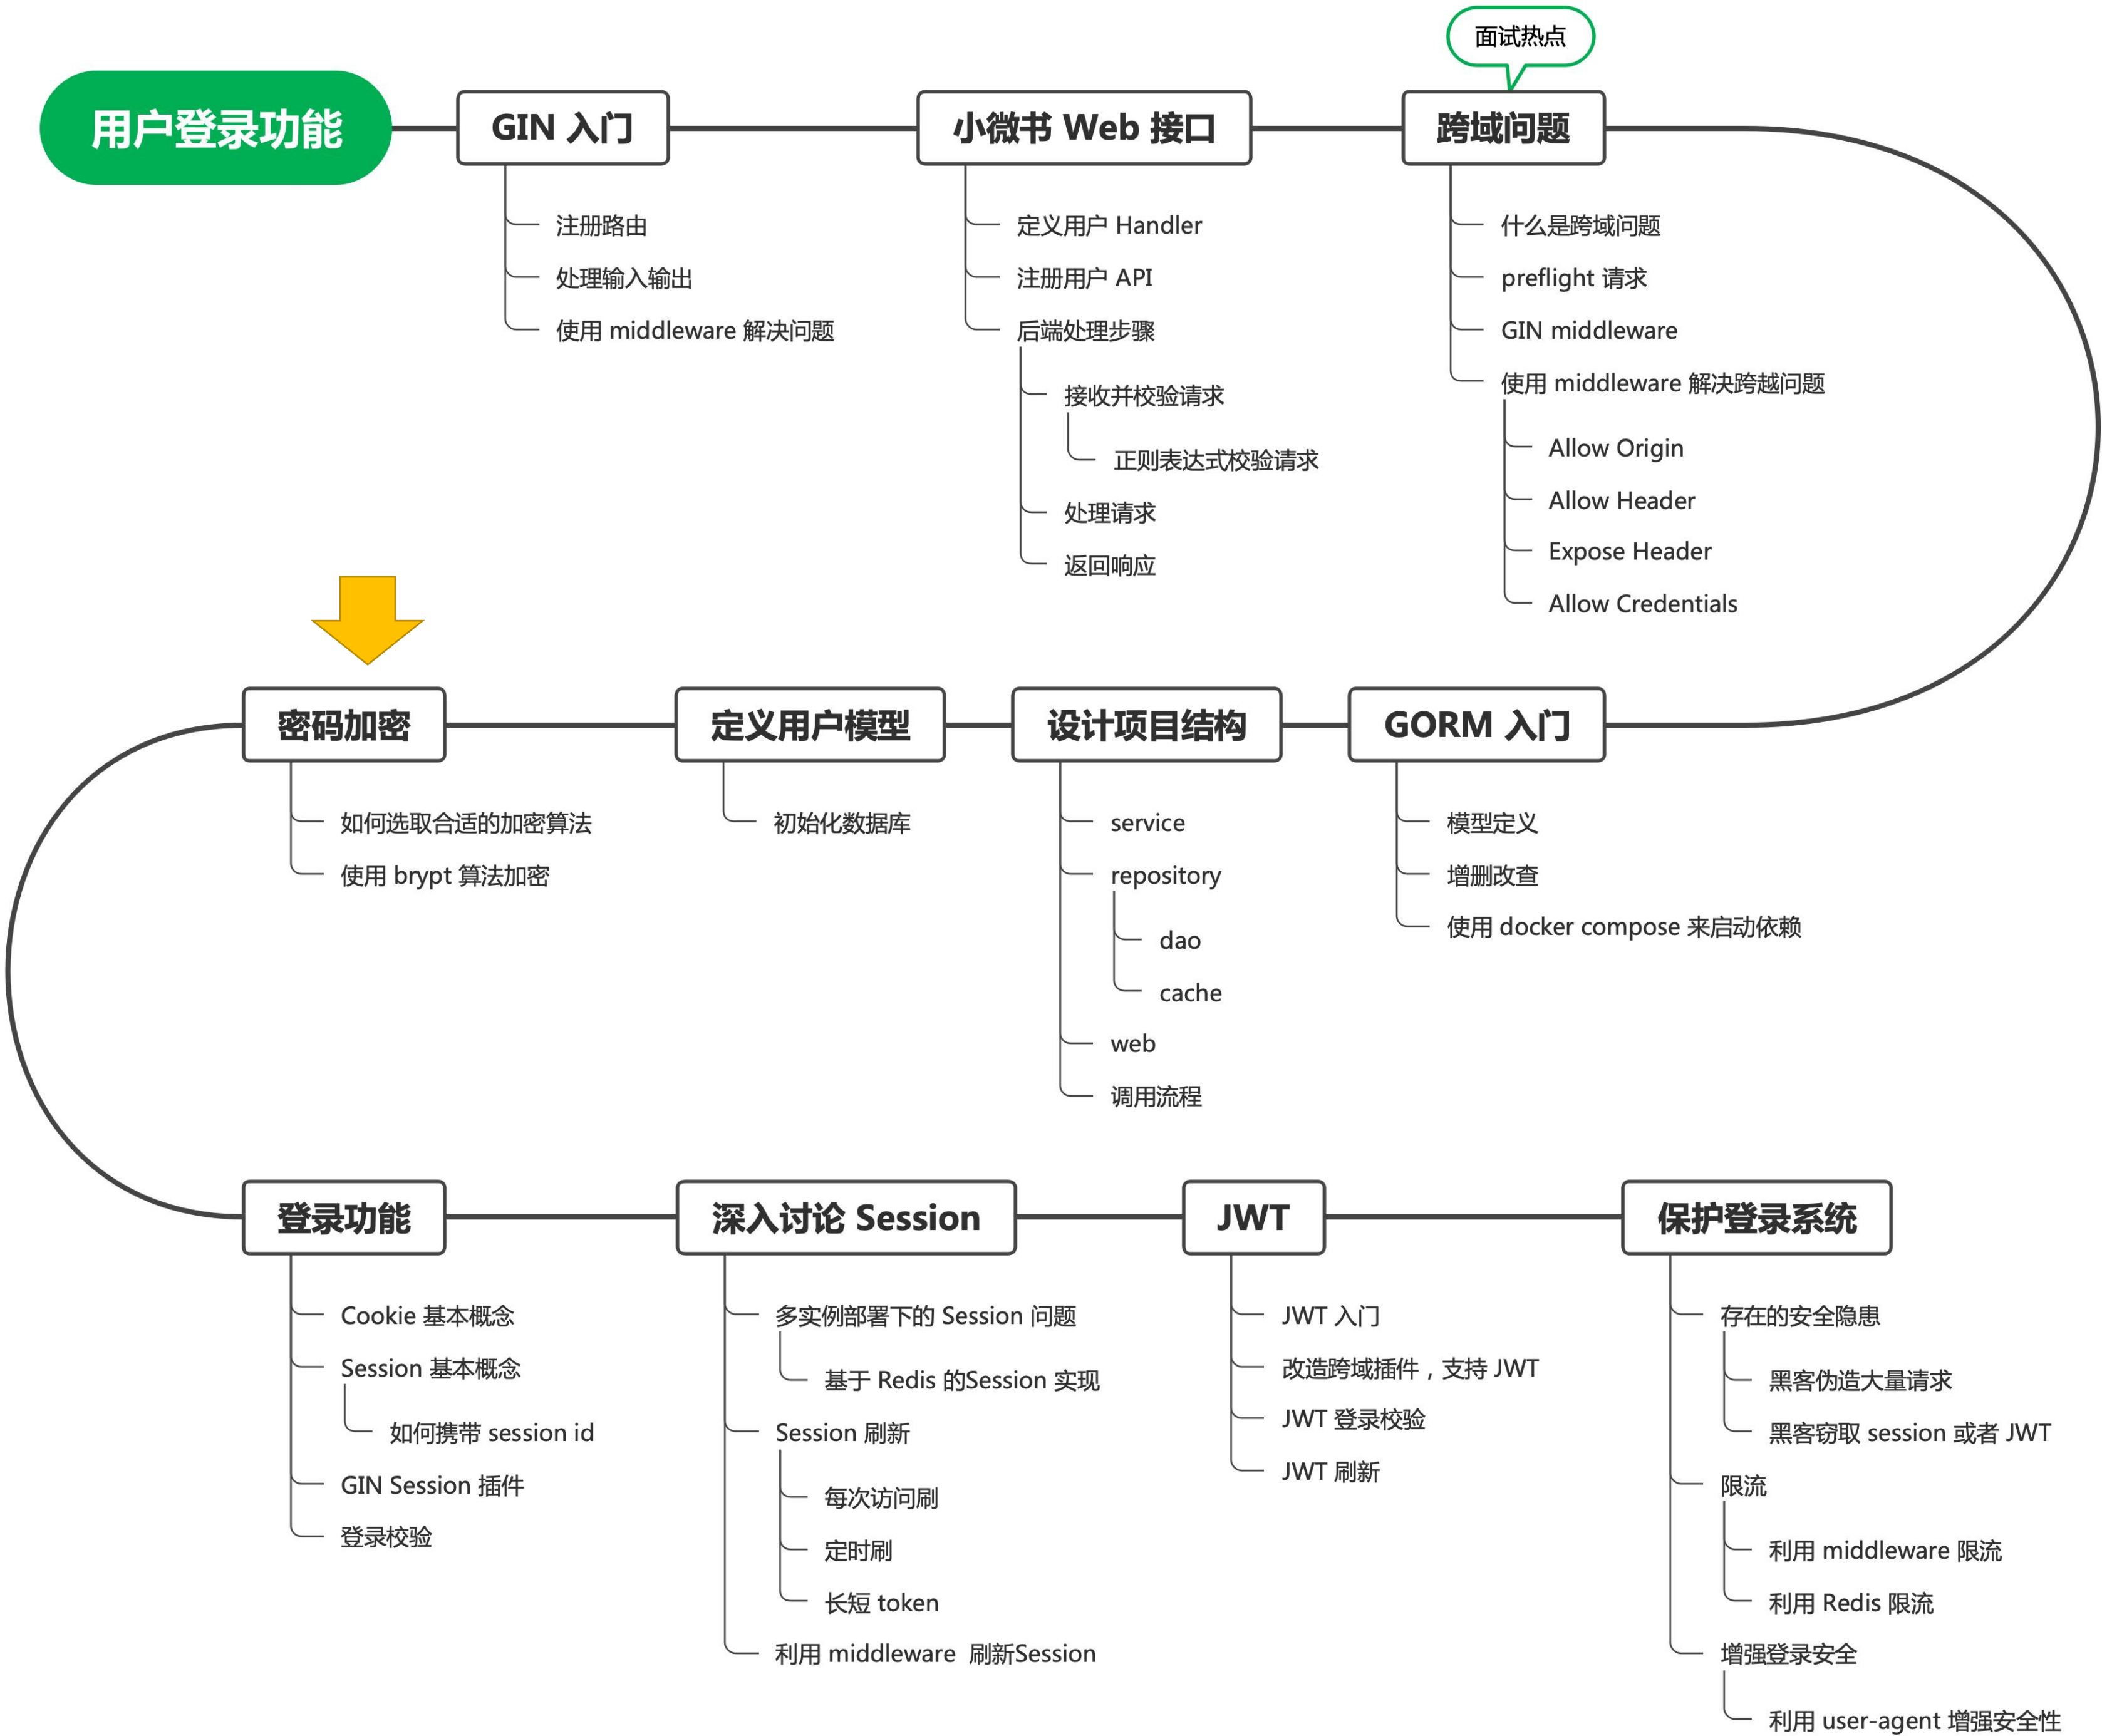 面试热点
用户登录功能
GIN 入门
注册路由
处理输入输出
使用 middleware 解决问题
小微书 Web 接口
定义用户 Handler
注册用户 API
后端处理步骤
接收并校验请求
正则表达式校验请求
处理请求
返回响应
跨域问题
什么是跨域问题
preflight 请求
GIN middleware
使用 middleware 解决跨越问题
Allow Origin
Allow Header
Expose Header
Allow Credentials
GORM 入门
模型定义
增删改查
使用 docker compose 来启动依赖
设计项目结构
service
repository
dao
cache
web
调用流程
定义用户模型
初始化数据库
密码加密
如何选取合适的加密算法
使用 brypt 算法加密
登录功能
Cookie 基本概念
Session 基本概念
如何携带 session id
GIN Session 插件
登录校验
深入讨论 Session
多实例部署下的 Session 问题
基于 Redis 的Session 实现
Session 刷新
每次访问刷
定时刷
长短 token
利用 middleware 刷新Session
JWT
JWT 入门
改造跨域插件，支持 JWT
JWT 登录校验
JWT 刷新
保护登录系统
存在的安全隐患
黑客伪造大量请求
黑客窃取 session 或者 JWT
限流
利用 middleware 限流
利用 Redis 限流
增强登录安全
利用 user-agent 增强安全性